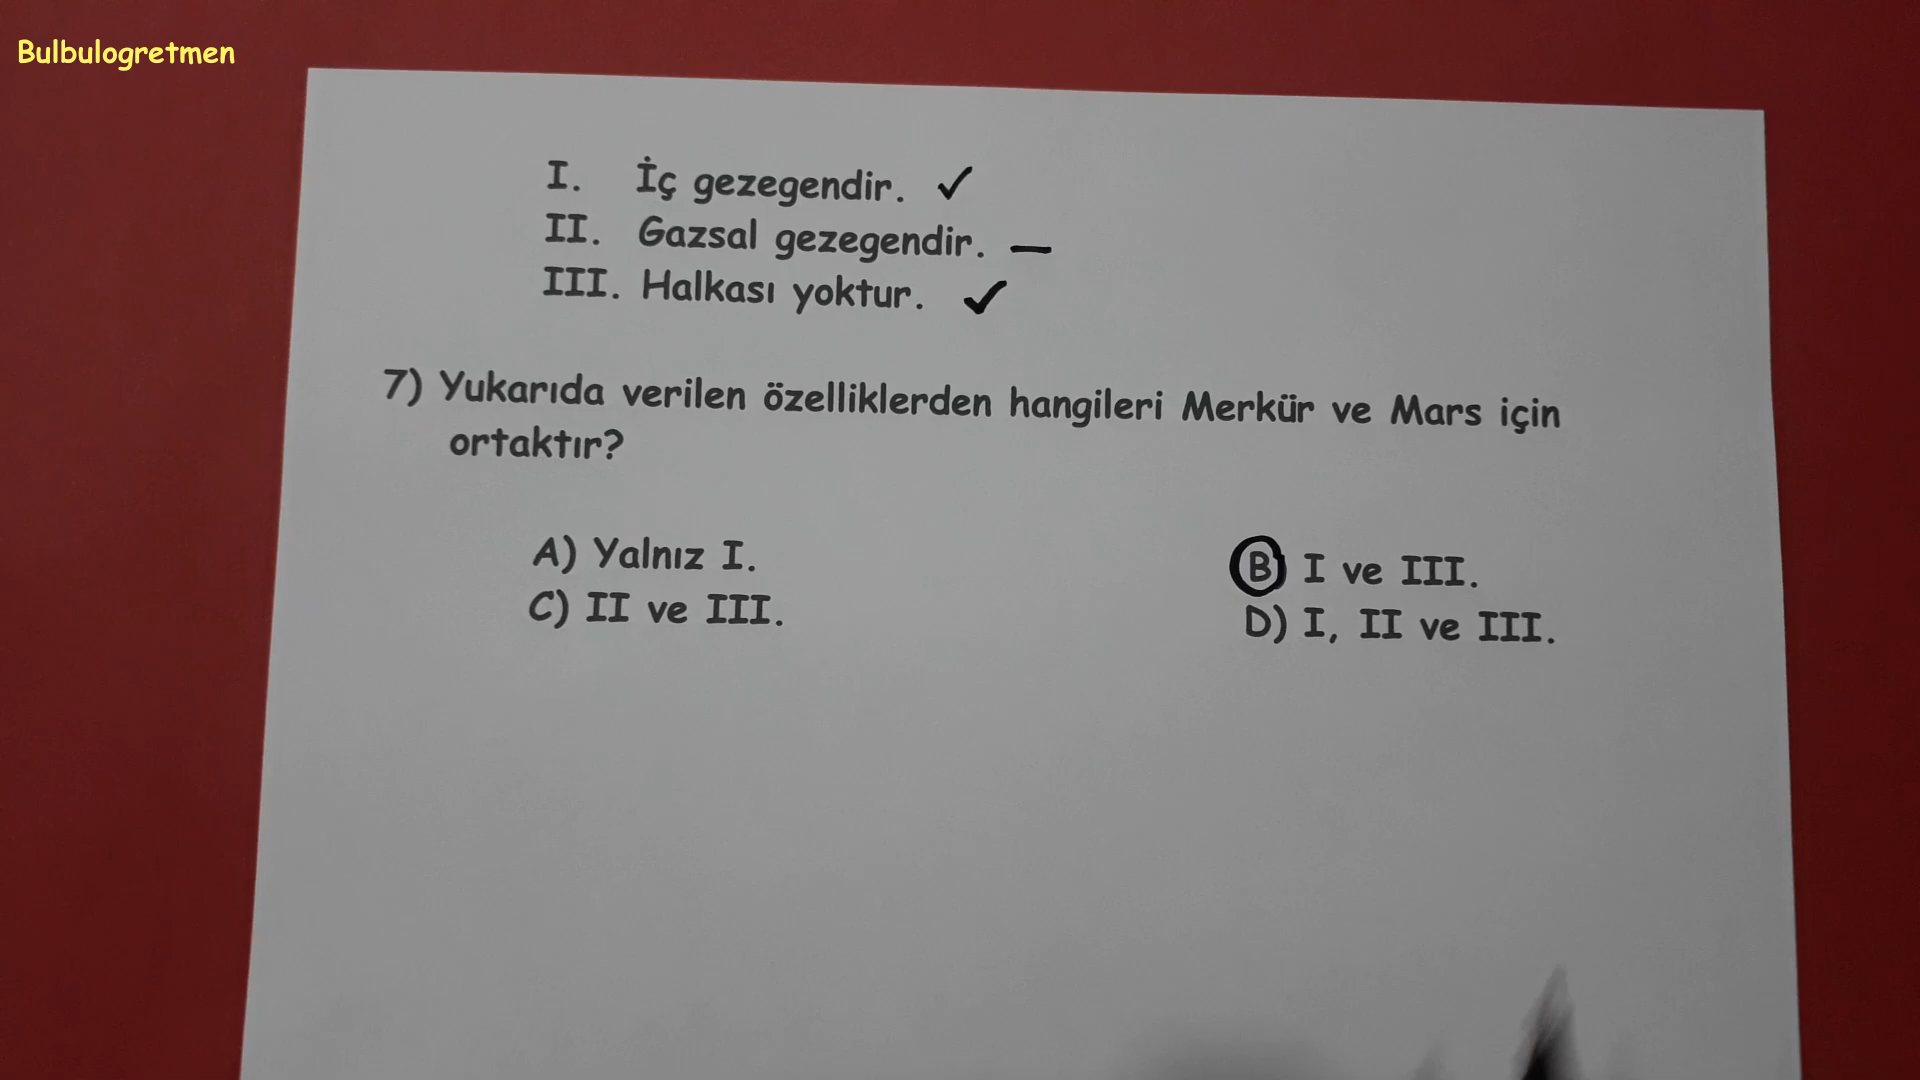 Bulbulogretmen
I. İç gezegendir. ✓
II. Gazsal gezegendir. —
III. Halkası yoktur. ✓
7) Yukarıda verilen özelliklerden hangileri Merkür ve Mars için
ortaktır?
A) Yalnız I. B) I ve III.
C) II ve III. D) I, II ve III.